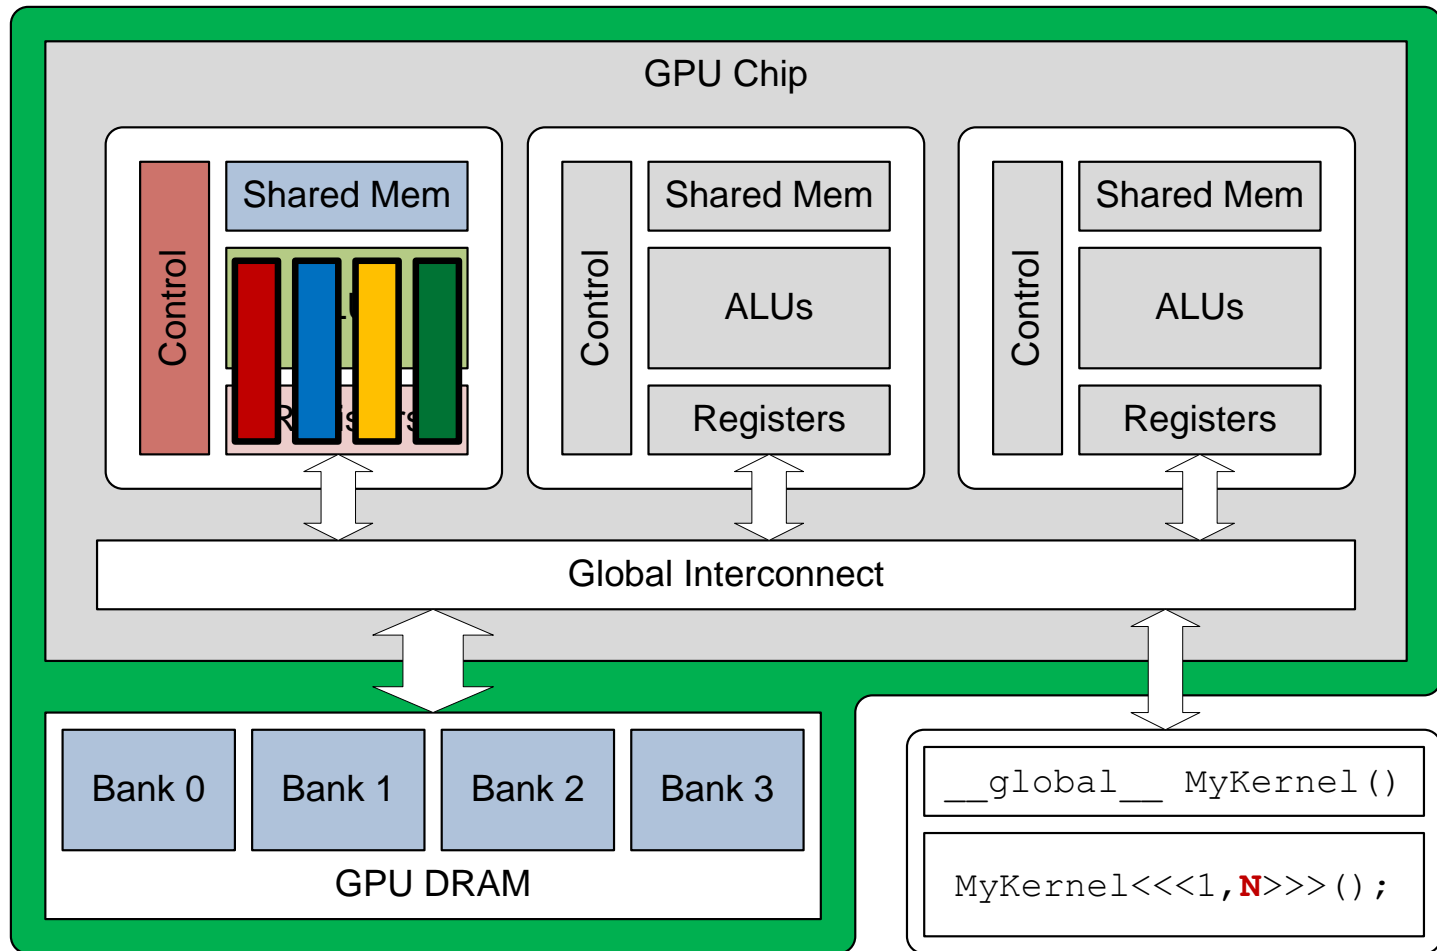 GPU Chip
Control
Shared Mem
Control
Shared Mem
ALUs
Registers
Control
Shared Mem
ALUs
Registers
Global Interconnect
Bank 0
Bank 1
Bank 2
Bank 3
GPU DRAM
__global__ MyKernel()
MyKernel<<<1,N>>>();